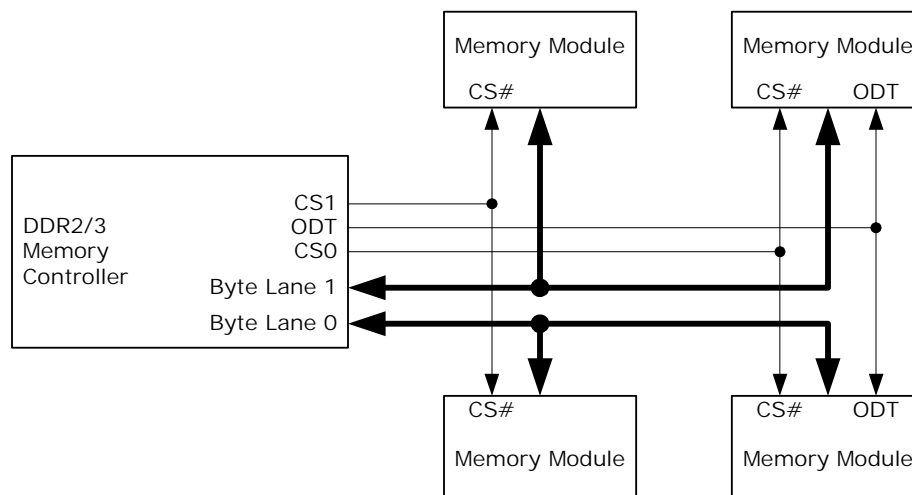 Memory Module
CS#
Memory Module
CS# ODT
DDR2/3
Memory
Controller
CS1
ODT
CS0
Byte Lane 1
Byte Lane 0
CS#
Memory Module
CS# ODT
Memory Module